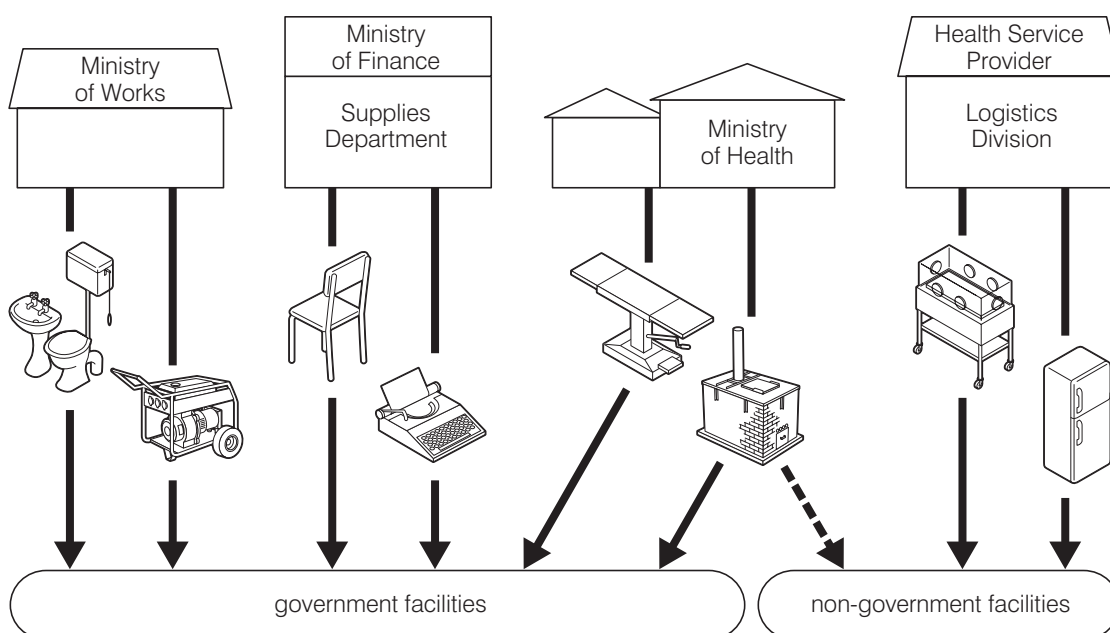 Ministry
of Works
Ministry
of Finance
Supplies
Department
Ministry
of Health
Health Service
Provider
Logistics
Division
government facilities
non-government facilities